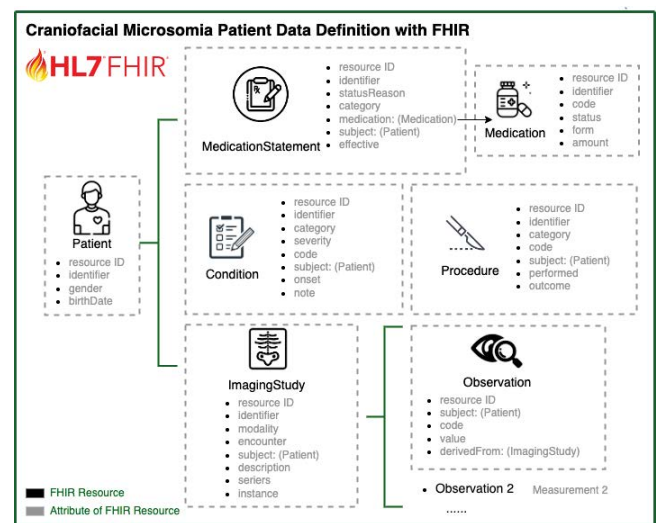 Craniofacial Microsomia Patient Data Definition with FHIR
HL7 FHIR®
MedicationStatement
• resource ID
• identifier
• statusReason
• category
• medication: (Medication)
• subject: (Patient)
• effective
Medication
• resource ID
• identifier
• code
• status
• form
• amount
Patient
• resource ID
• identifier
• gender
• birthDate
Condition
• resource ID
• identifier
• category
• severity
• code
• subject: (Patient)
• onset
• note
Procedure
• resource ID
• identifier
• category
• code
• subject: (Patient)
• performed
• outcome
ImagingStudy
• resource ID
• identifier
• modality
• encounter
• subject: (Patient)
• description
• seriers
• instance
Observation
• resource ID
• subject: (Patient)
• code
• value
• derivedFrom: (ImagingStudy)
• Observation 2 Measurement 2
......
FHIR Resource
Attribute of FHIR Resource